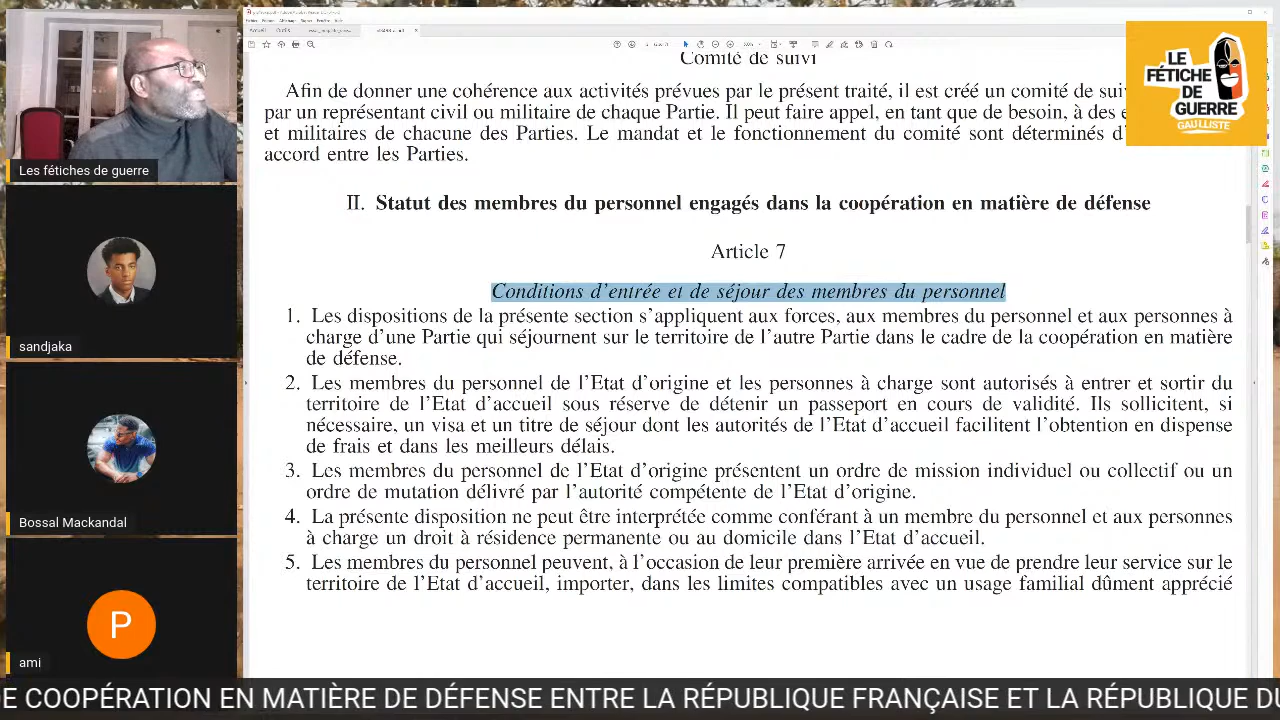 Les fétiches de guerre
sandjaka
Bossal Mackandal
P
ami
Accueil
LE
FÉTICHE
DE
GUERRE
GAULLISTE
Comité de suivi
Afin de donner une cohérence aux activités prévues par le présent traité, il est créé un comité de
par un représentant civil ou militaire de chaque Partie. Il peut faire appel, en tant que de besoin, à des
et militaires de chacune des Parties. Le mandat et le fonctionnement du comité sont déterminés
accord entre les Parties.
II. Statut des membres du personnel engagés dans la coopération en matière de défense
Article 7
Conditions d’entrée et de séjour des membres du personnel
1. Les dispositions de la présente section s’appliquent aux forces, aux membres du personnel et aux personnes à
charge d’une Partie qui séjournent sur le territoire de l’autre Partie dans le cadre de la coopération en matière
de défense.
2. Les membres du personnel de l’Etat d’origine et les personnes à charge sont autorisés à entrer et sortir du
territoire de l’Etat d’accueil sous réserve de détenir un passeport en cours de validité. Ils sollicitent, si
nécessaire, un visa et un titre de séjour dont les autorités de l’Etat d’accueil facilitent l’obtention en dispense
de frais et dans les meilleurs délais.
3. Les membres du personnel de l’Etat d’origine présentent un ordre de mission individuel ou collectif ou un
ordre de mutation délivré par l’autorité compétente de l’Etat d’origine.
4. La présente disposition ne peut être interprétée comme conférant à un membre du personnel et aux personnes
à charge un droit à résidence permanente ou au domicile dans l’Etat d’accueil.
5. Les membres du personnel peuvent, à l’occasion de leur première arrivée en vue de prendre leur service sur le
territoire de l’Etat d’accueil, importer, dans les limites compatibles avec un usage familial dûment apprécié
DE COOPÉRATION EN MATIÈRE DE DÉFENSE ENTRE LA RÉPUBLIQUE FRANÇAISE ET LA RÉPUBLIQUE DU